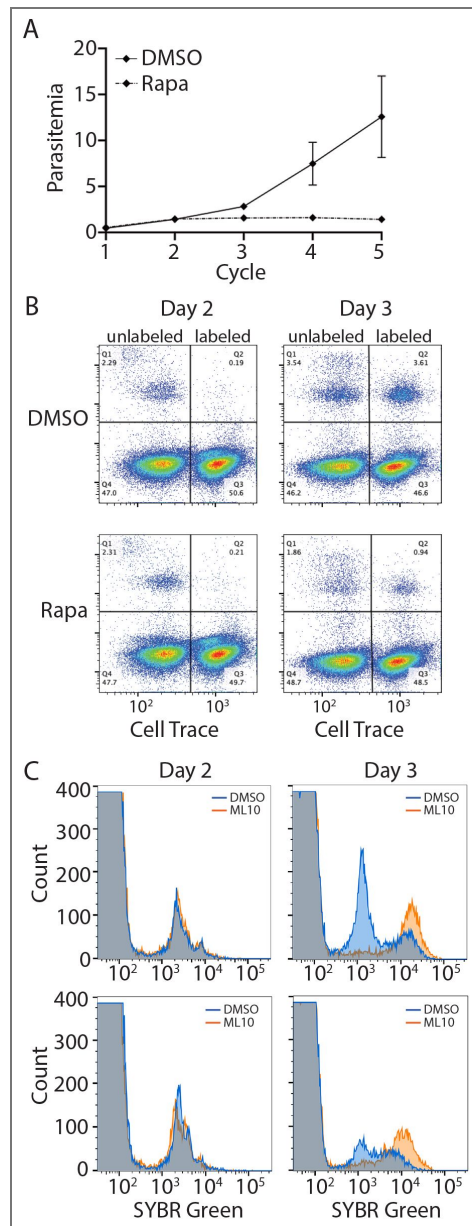 A
DMSO
Rapa
Parasitemia
20
15
10
5
0
1 2 3 4 5
Cycle
B
Day 2 Day 3
unlabeled labeled unlabeled labeled
DMSO
Q1
2.29
Q2
0.19
Q4
47.0
Q3
50.6
Q1
3.54
Q2
3.61
Q4
46.2
Q3
46.6
Rapa
Q1
2.31
Q2
0.21
Q4
47.7
Q3
49.7
Q1
1.86
Q2
0.94
Q4
48.7
Q3
48.5
10² 10³ 10² 10³
Cell Trace Cell Trace
C
Day 2 Day 3
Count
400
300
200
100
0
DMSO
ML10
10² 10³ 10⁴ 10⁵
DMSO
ML10
10² 10³ 10⁴ 10⁵
Count
400
300
200
100
0
DMSO
ML10
10² 10³ 10⁴ 10⁵
DMSO
ML10
10² 10³ 10⁴ 10⁵
SYBR Green SYBR Green